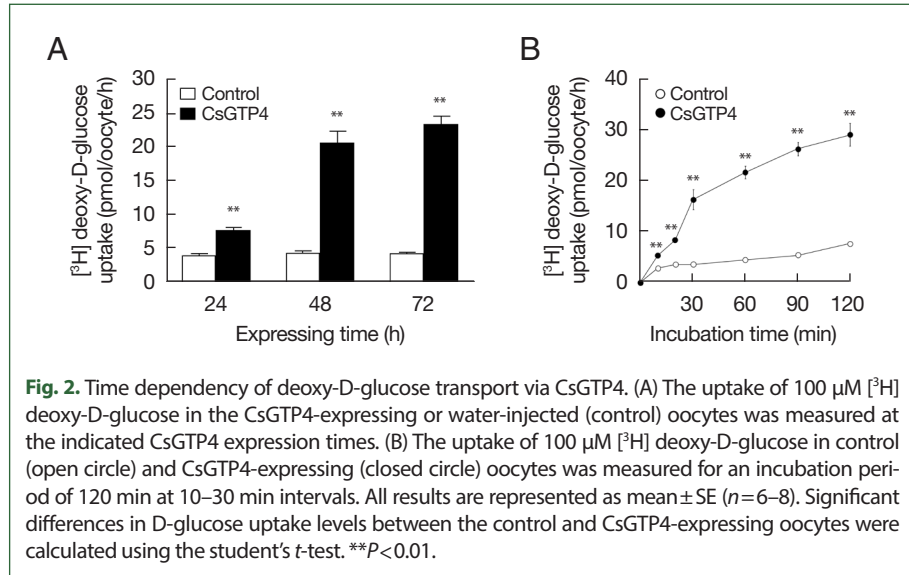 A
[³H] deoxy-D-glucose
uptake (pmol/oocyte/h)
30
25
20
15
10
5
0
Control
CsGTP4
**
**
**
24
48
72
Expressing time (h)
B
[³H] deoxy-D-glucose
uptake (pmol/oocyte/h)
40
30
20
10
0
Control
CsGTP4
**
**
**
**
**
**
30
60
90
120
Incubation time (min)
Fig. 2. Time dependency of deoxy-D-glucose transport via CsGTP4. (A) The uptake of 100 μM [³H]
deoxy-D-glucose in the CsGTP4-expressing or water-injected (control) oocytes was measured at
the indicated CsGTP4 expression times. (B) The uptake of 100 μM [³H] deoxy-D-glucose in control
(open circle) and CsGTP4-expressing (closed circle) oocytes was measured for an incubation peri-
od of 120 min at 10–30 min intervals. All results are represented as mean±SE (n=6–8). Significant
differences in D-glucose uptake levels between the control and CsGTP4-expressing oocytes were
calculated using the student's t-test. **P<0.01.